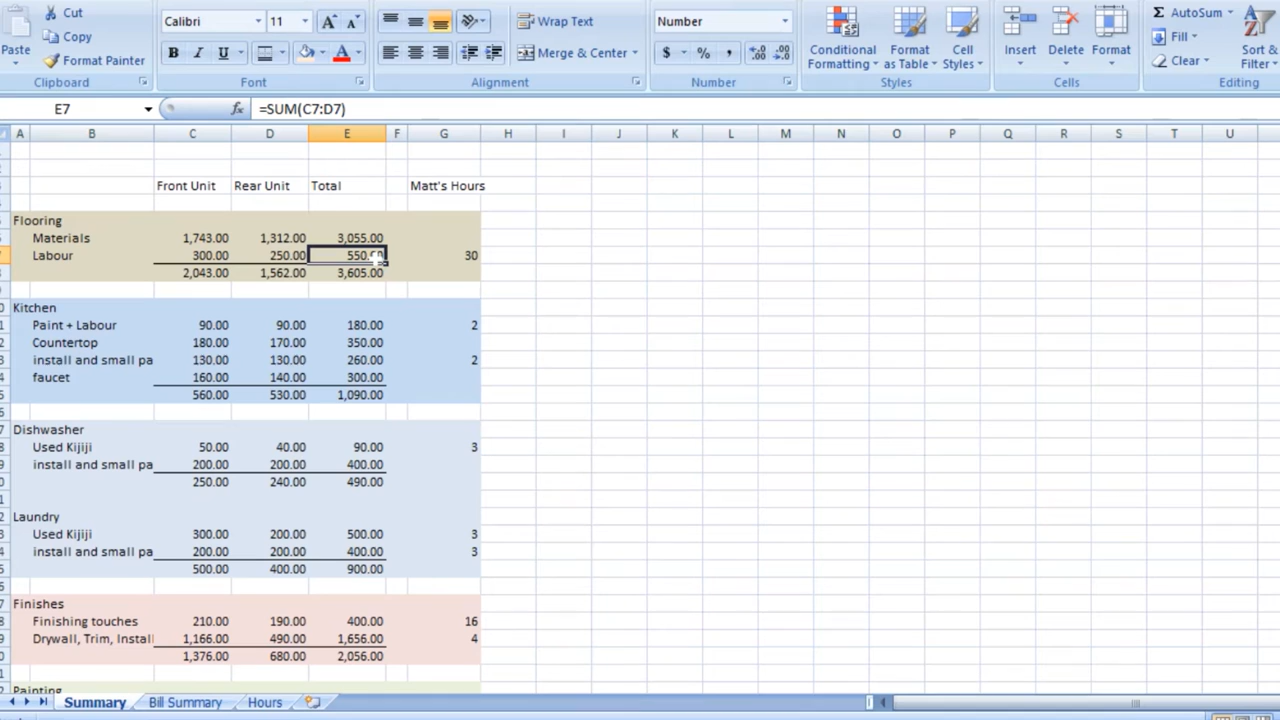 Cut
Copy
Format Painter
Paste
Clipboard
Calibri 11
B I U
Font
Wrap Text
Merge & Center
Alignment
Number
$ % ,
Number
Conditional Formatting
Format as Table
Cell Styles
Styles
Insert
Delete
Format
Cells
Σ AutoSum
Fill
Clear
Sort &
Filter
Editing
E7 fx =SUM(C7:D7)
A B C D E F G H I J K L M N O P Q R S T U
Front Unit Rear Unit Total Matt's Hours
Flooring
Materials 1,743.00 1,312.00 3,055.00
Labour 300.00 250.00 30
2,043.00 1,562.00 3,605.00
Kitchen
Paint + Labour 90.00 90.00 180.00 2
Countertop 180.00 170.00 350.00
install and small pa 130.00 130.00 260.00 2
faucet 160.00 140.00 300.00
560.00 530.00 1,090.00
Dishwasher
Used Kijiji 50.00 40.00 90.00 3
install and small pa 200.00 200.00 400.00
250.00 240.00 490.00
Laundry
Used Kijiji 300.00 200.00 500.00 3
install and small pa 200.00 200.00 400.00 3
500.00 400.00 900.00
Finishes
Finishing touches 210.00 190.00 400.00 16
Drywall, Trim, Install 1,166.00 490.00 1,656.00 4
1,376.00 680.00 2,056.00
Painting
Summary Bill Summary Hours